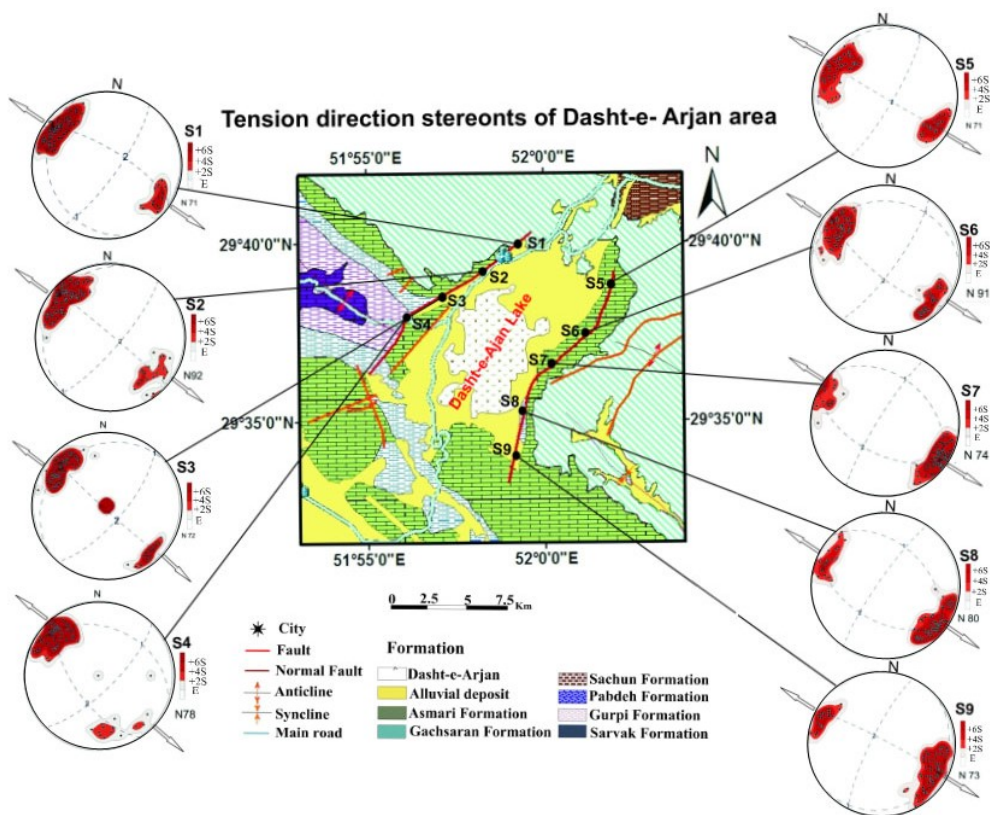 Tension direction stereonts of Dasht-e- Arjan area
51°55'0"E
52°0'0"E
N
29°40'0"N
29°40'0"N
29°35'0"N
29°35'0"N
51°55'0"E
52°0'0"E
S1
S2
S3
S4
S5
S6
S7
S8
S9
Dasht-e-Ajan Lake
N
S1
+6S
+4S
+2S
E
N 71
N
S2
+6S
+4S
+2S
E
N92
N
S3
+6S
+4S
+2S
E
N 72
N
S4
+6S
+4S
+2S
E
N78
N
S5
+6S
+4S
+2S
E
N 71
N
S6
+6S
+4S
+2S
E
N 91
N
S7
+6S
+4S
+2S
E
N 74
N
S8
+6S
+4S
+2S
E
N 80
N
S9
+6S
+4S
+2S
E
N 73
0 2.5 5 7.5 Km
City
Fault
Normal Fault
Anticline
Syncline
Main road
Formation
Dasht-e-Arjan
Alluvial deposit
Asmari Formation
Gachsaran Formation
Sachun Formation
Pabdeh Formation
Gurpi Formation
Sarvak Formation